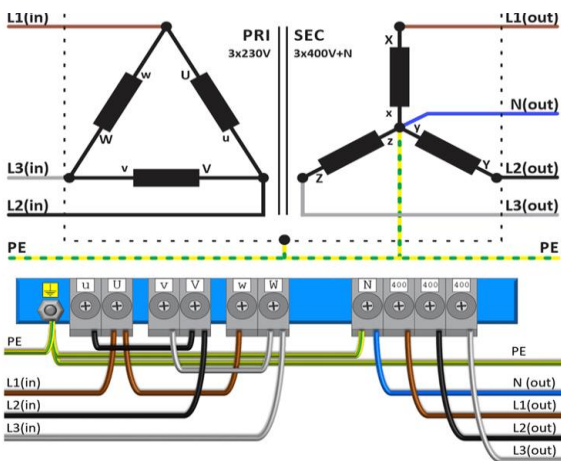 L1(in) PRI SEC L1(out)
3x230V 3x400V+N
X
w U
N(out)
W u x
z y
L3(in) v V Z Y L2(out)
L2(in) L3(out)
PE PE
u U v V w W N 400 400 400
PE PE
L1(in) N (out)
L2(in) L1(out)
L3(in) L2(out)
L3(out)